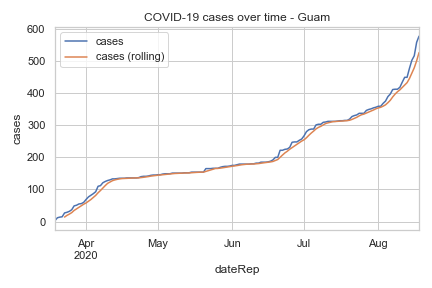 COVID-19 cases over time - Guam
cases
cases (rolling)
600
500
400
300
200
100
0
cases
Apr
2020
May
Jun
Jul
Aug
dateRep